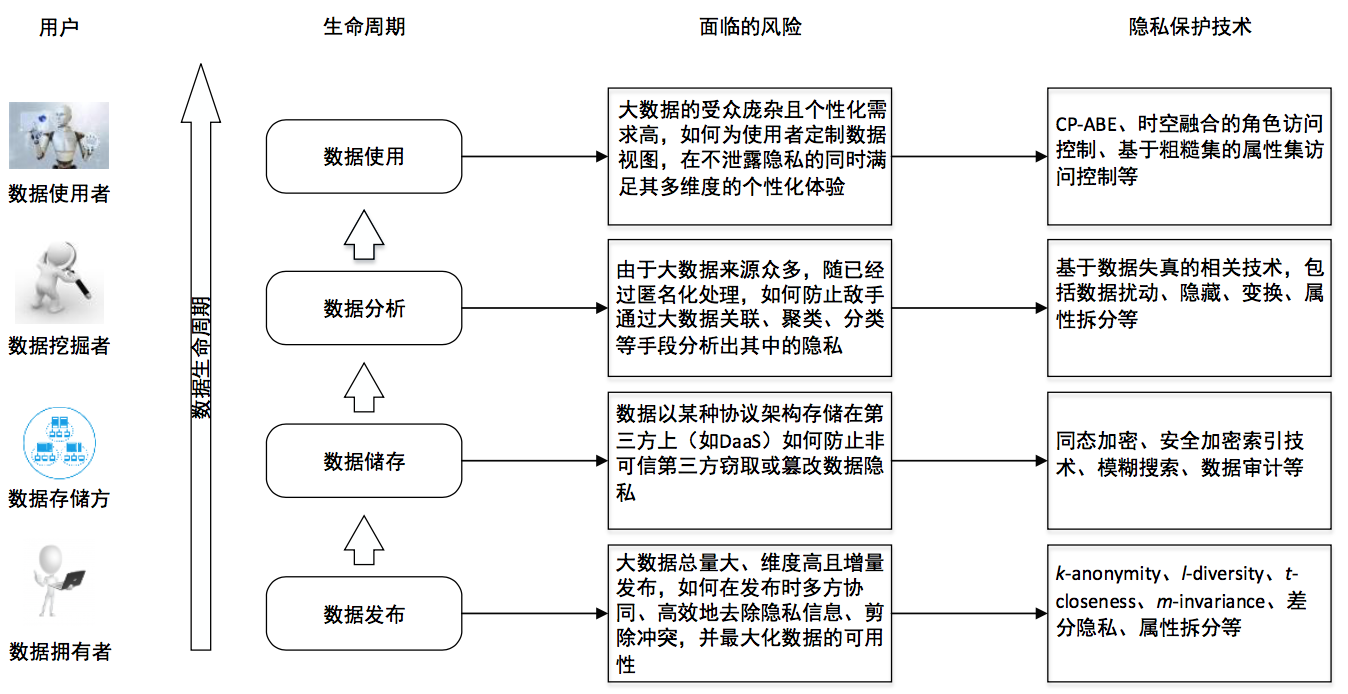 用户
生命周期
面临的风险
隐私保护技术
数据使用者
数据使用
大数据的受众庞杂且个性化需
求高，如何为使用者定制数据
视图，在不泄露隐私的同时满
足其多维度的个性化体验
CP-ABE、时空融合的角色访问
控制、基于粗糙集的属性集访
问控制等
数据挖掘者
数据分析
由于大数据来源众多，随已经
过匿名化处理，如何防止敌手
通过大数据关联、聚类、分类
等手段分析出其中的隐私
基于数据失真的相关技术，包
括数据扰动、隐藏、变换、属
性拆分等
数据生命周期
数据存储方
数据储存
数据以某种协议架构存储在第
三方上（如DaaS）如何防止非
可信第三方窃取或篡改数据隐
私
同态加密、安全加密索引技
术、模糊搜索、数据审计等
数据拥有者
数据发布
大数据总量大、维度高且增量
发布，如何在发布时多方协
同、高效地去除隐私信息、剪
除冲突，并最大化数据的可用
性
k-anonymity、l-diversity、t-
closeness、m-invariance、差
分隐私、属性拆分等